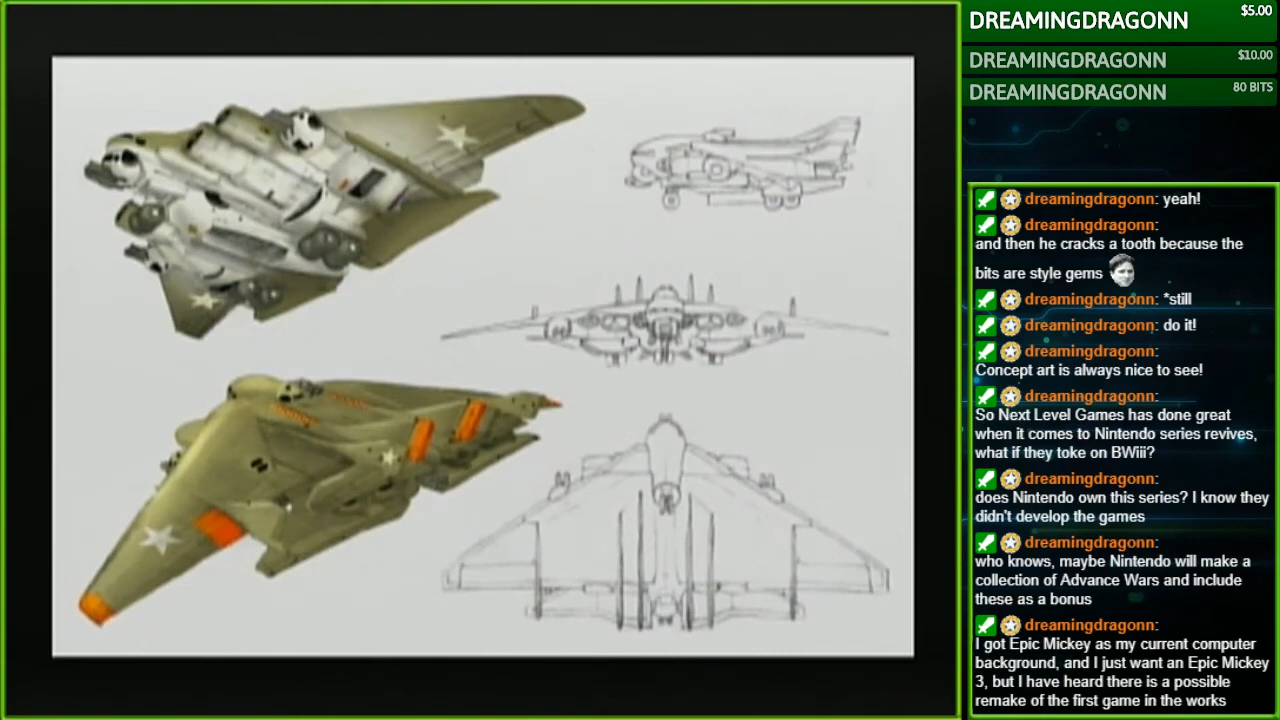 DREAMINGDRAGONN $5.00
DREAMINGDRAGONN $10.00
DREAMINGDRAGONN 80 BITS
dreamingdragonn: yeah!
dreamingdragonn:
and then he cracks a tooth because the
bits are style gems
dreamingdragonn: *still
dreamingdragonn: do it!
dreamingdragonn:
Concept art is always nice to see!
dreamingdragonn:
So Next Level Games has done great
when it comes to Nintendo series revives,
what if they toke on BWiii?
dreamingdragonn:
does Nintendo own this series? I know they
didn't develop the games
dreamingdragonn:
who knows, maybe Nintendo will make a
collection of Advance Wars and include
these as a bonus
dreamingdragonn:
I got Epic Mickey as my current computer
background, and I just want an Epic Mickey
3, but I have heard there is a possible
remake of the first game in the works